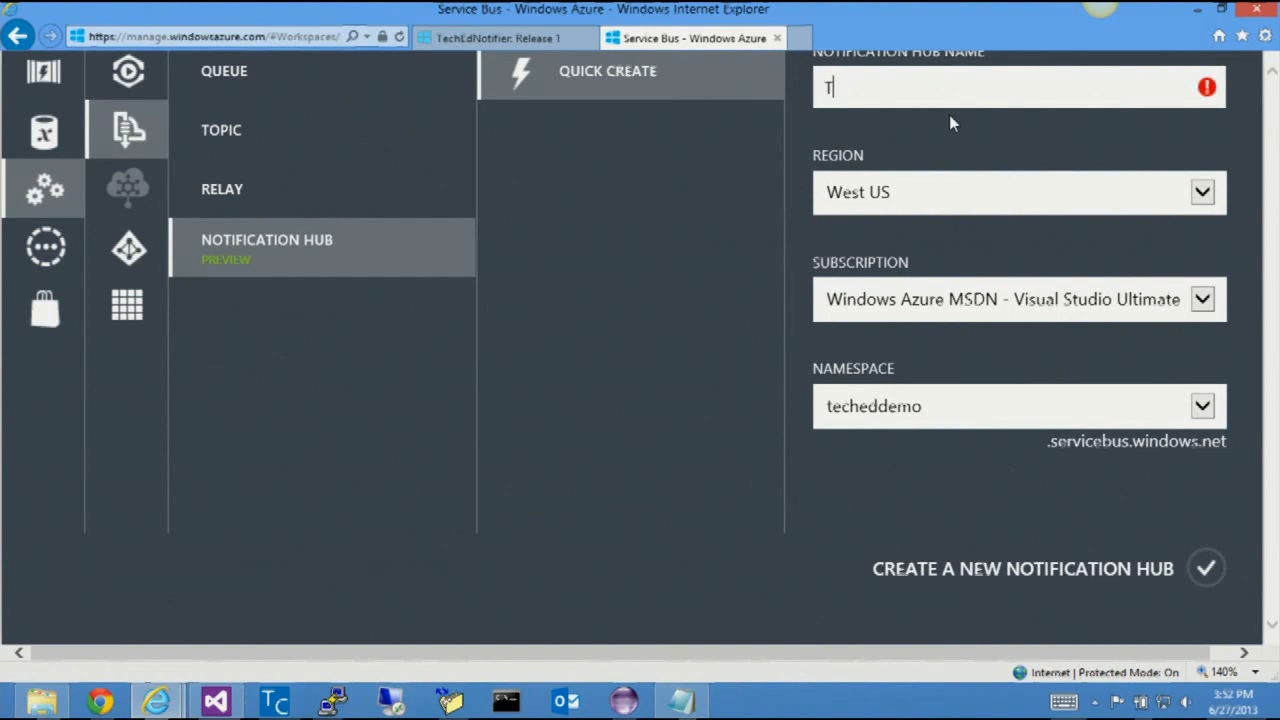 Service Bus - Windows Azure - Windows Internet Explorer
https://manage.windowsazure.com/#Workspaces/
TechEdNotifier: Release 1
Service Bus - Windows Azure
NOTIFICATION HUB NAME
QUEUE
QUICK CREATE
T
TOPIC
REGION
RELAY
West US
NOTIFICATION HUB
PREVIEW
SUBSCRIPTION
Windows Azure MSDN - Visual Studio Ultimate
NAMESPACE
techeddemo
.servicebus.windows.net
CREATE A NEW NOTIFICATION HUB
Internet | Protected Mode: On
140%
TC
3:52 PM
6/27/2013